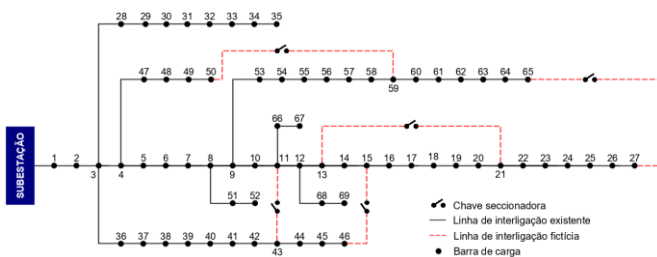 28 29 30 31 32 33 34 35
47 48 49 50 53 54 55 56 57 58 60 61 62 63 64 65
59
66 67
SUBESTAÇÃO
1 2 4 5 6 7 8 10 11 12 14 15 16 17 18 19 20 22 23 24 25 26 27
3 9 13 21
51 52 68 69
36 37 38 39 40 41 42 44 45 46
43
Chave seccionadora
Linha de interligação existente
Linha de interligação fictícia
Barra de carga